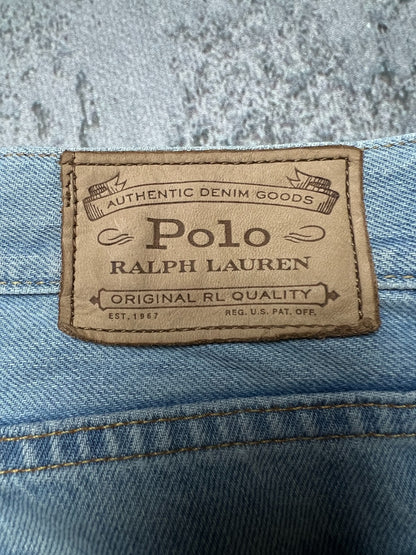 AUTHENTIC DENIM GOODS
Polo
RALPH LAUREN
ORIGINAL RL QUALITY
EST. 1967 REG. U.S. PAT. OFF.